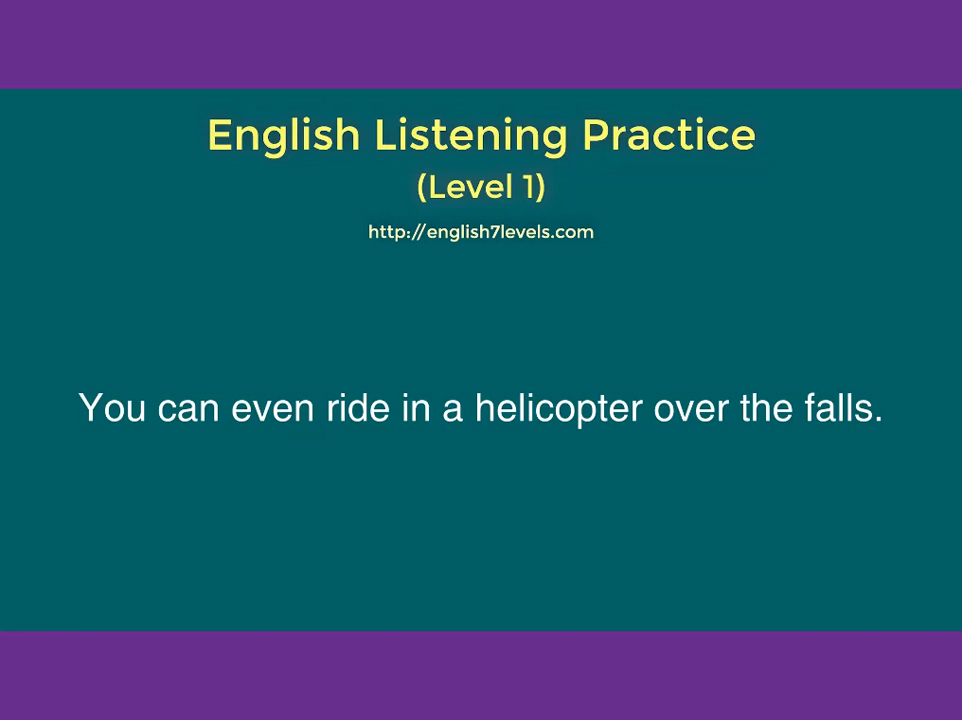 English Listening Practice
(Level 1)
http://english7levels.com
You can even ride in a helicopter over the falls.